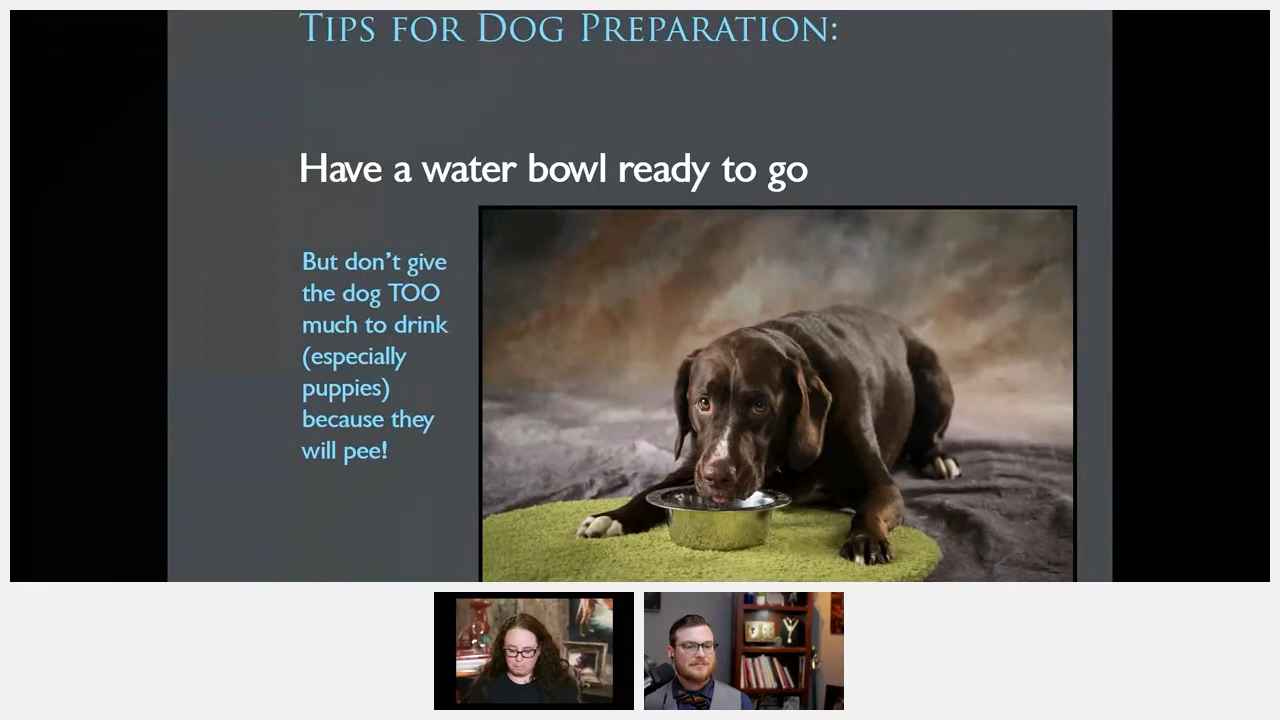 Tips for Dog Preparation:
Have a water bowl ready to go
But don't give
the dog TOO
much to drink
(especially
puppies)
because they
will pee!